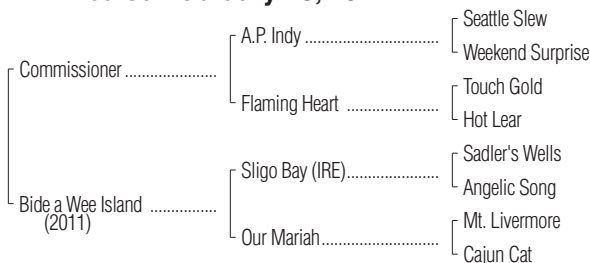 Seattle Slew
A.P. Indy ................................
Weekend Surprise
Commissioner ......................
Touch Gold
Flaming Heart ......................
Hot Lear
Sadler's Wells
Sligo Bay (IRE)......................
Angelic Song
Bide a Wee Island ................
(2011)
Mt. Livermore
Our Mariah............................
Cajun Cat